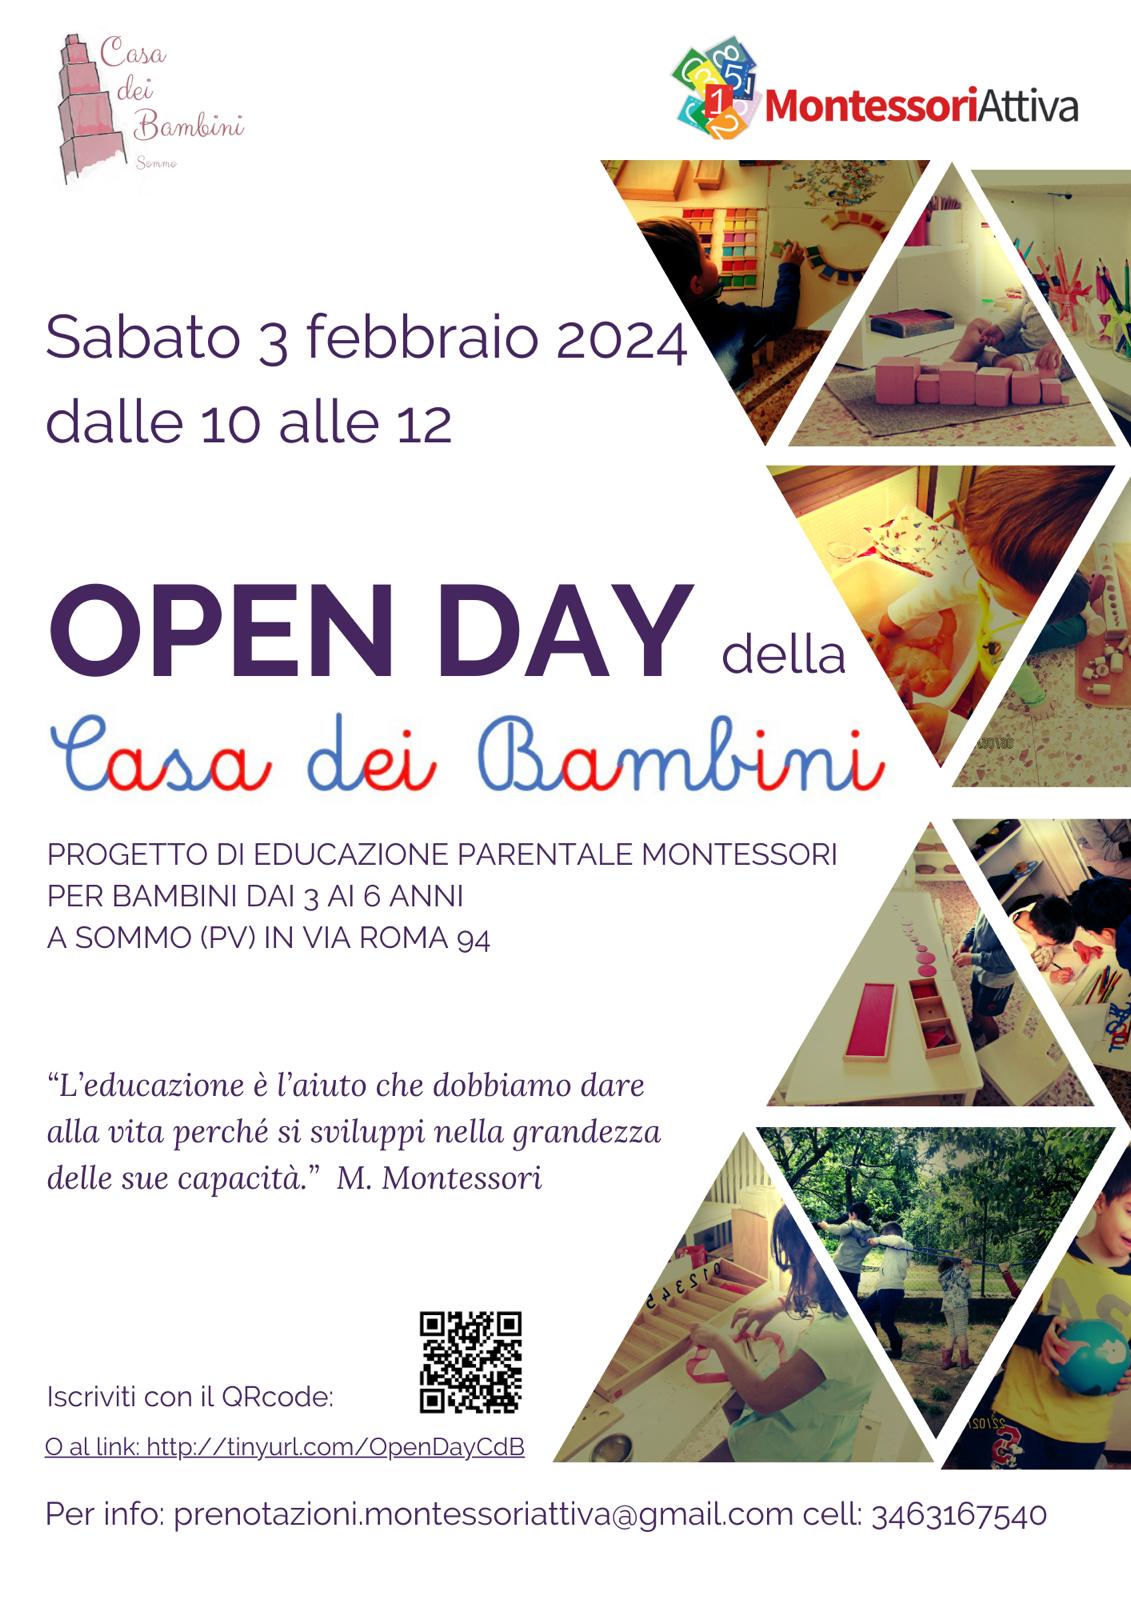 Casa
dei
Bambini
Sommo
MontessoriAttiva
Sabato 3 febbraio 2024
dalle 10 alle 12
OPEN DAY della
Casa dei Bambini
PROGETTO DI EDUCAZIONE PARENTALE MONTESSORI
PER BAMBINI DAI 3 AI 6 ANNI
A SOMMO (PV) IN VIA ROMA 94
“L’educazione è l’aiuto che dobbiamo dare
alla vita perché si sviluppi nella grandezza
delle sue capacità.” M. Montessori
Iscriviti con il QRcode:
O al link: http://tinyurl.com/OpenDayCdB
Per info: prenotazioni.montessoriattiva@gmail.com cell: 3463167540